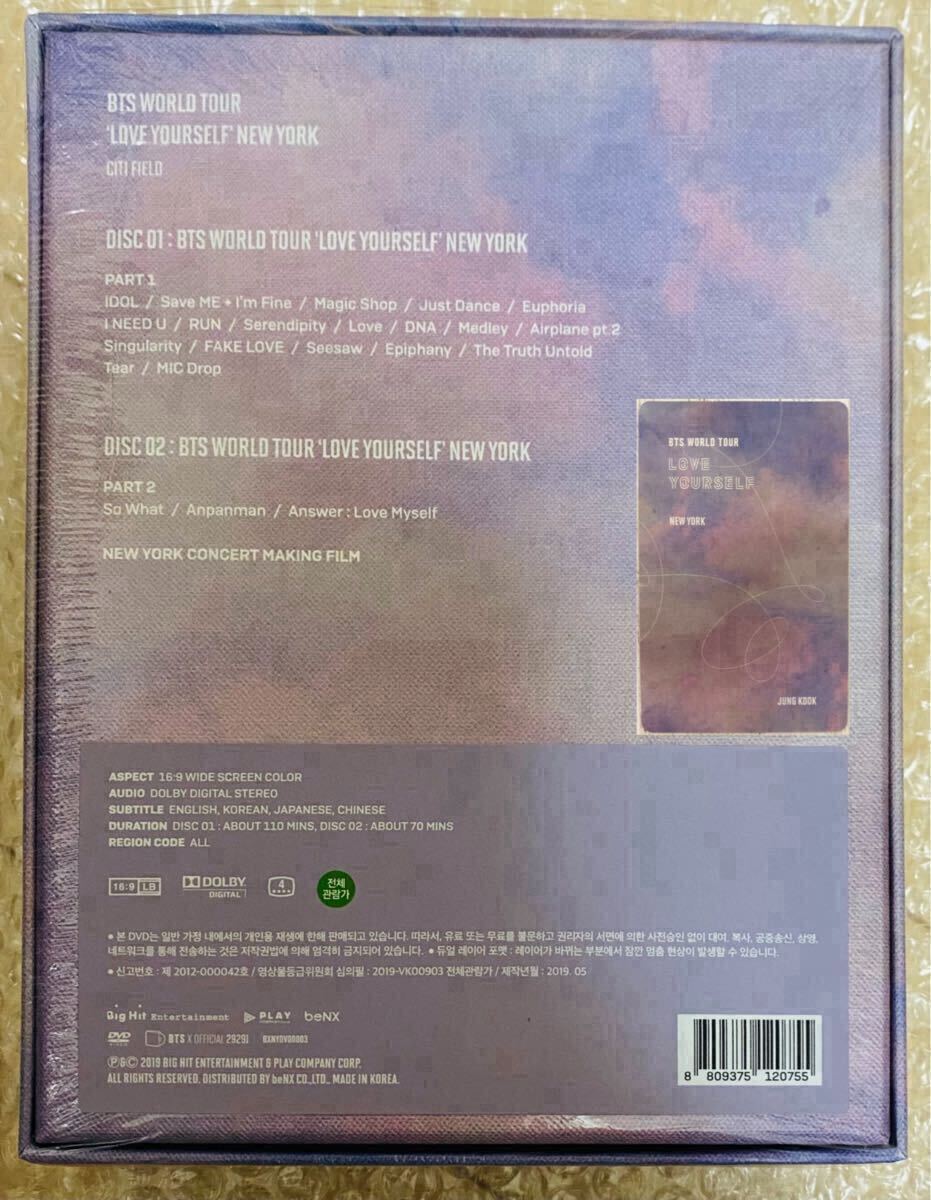 BTS WORLD TOUR
'LOVE YOURSELF' NEW YORK
CITI FIELD
DISC 01 : BTS WORLD TOUR 'LOVE YOURSELF' NEW YORK
PART 1
IDOL / Save ME + I'm Fine / Magic Shop / Just Dance / Euphoria
I NEED U / RUN / Serendipity / Love / DNA / Medley / Airplane pt.2
Singularity / FAKE LOVE / Seesaw / Epiphany / The Truth Untold
Tear / MIC Drop
DISC 02 : BTS WORLD TOUR 'LOVE YOURSELF' NEW YORK
PART 2
So What / Anpanman / Answer : Love Myself
NEW YORK CONCERT MAKING FILM
BTS WORLD TOUR
LOVE
YOURSELF
NEW YORK
JUNG KOOK
ASPECT 16:9 WIDE SCREEN COLOR
AUDIO DOLBY DIGITAL STEREO
SUBTITLE ENGLISH, KOREAN, JAPANESE, CHINESE
DURATION DISC 01 : ABOUT 110 MINS, DISC 02 : ABOUT 70 MINS
REGION CODE ALL
16:9 LB
DOLBY
DIGITAL
4
전체
관람가
• 본 DVD는 일반 가정 내에서의 개인용 재생에 한해 판매되고 있습니다. 따라서, 유료 또는 무료를 불문하고 권리자의 서면에 의한 사전승인 없이 대여, 복사, 공중송신, 상영,
네트워크를 통해 전송하는 것은 저작권법에 의해 엄격히 금지되어 있습니다. • 듀얼 레이어 포맷 : 레이어가 바뀌는 부분에서 잠깐 멈춤 현상이 발생할 수 있습니다.
• 신고번호 : 제 2012-000042호 / 영상물등급위원회 심의필 : 2019-VK00903 전체관람가 / 제작년월 : 2019. 05
Big Hit Entertainment PLAY beNX
DVD BTS X OFFICIAL 29291 BXNYDVD0003
Ⓟ&Ⓒ 2019 BIG HIT ENTERTAINMENT & PLAY COMPANY CORP.
ALL RIGHTS RESERVED. DISTRIBUTED BY beNX CO.,LTD.. MADE IN KOREA.
8 809375 120755